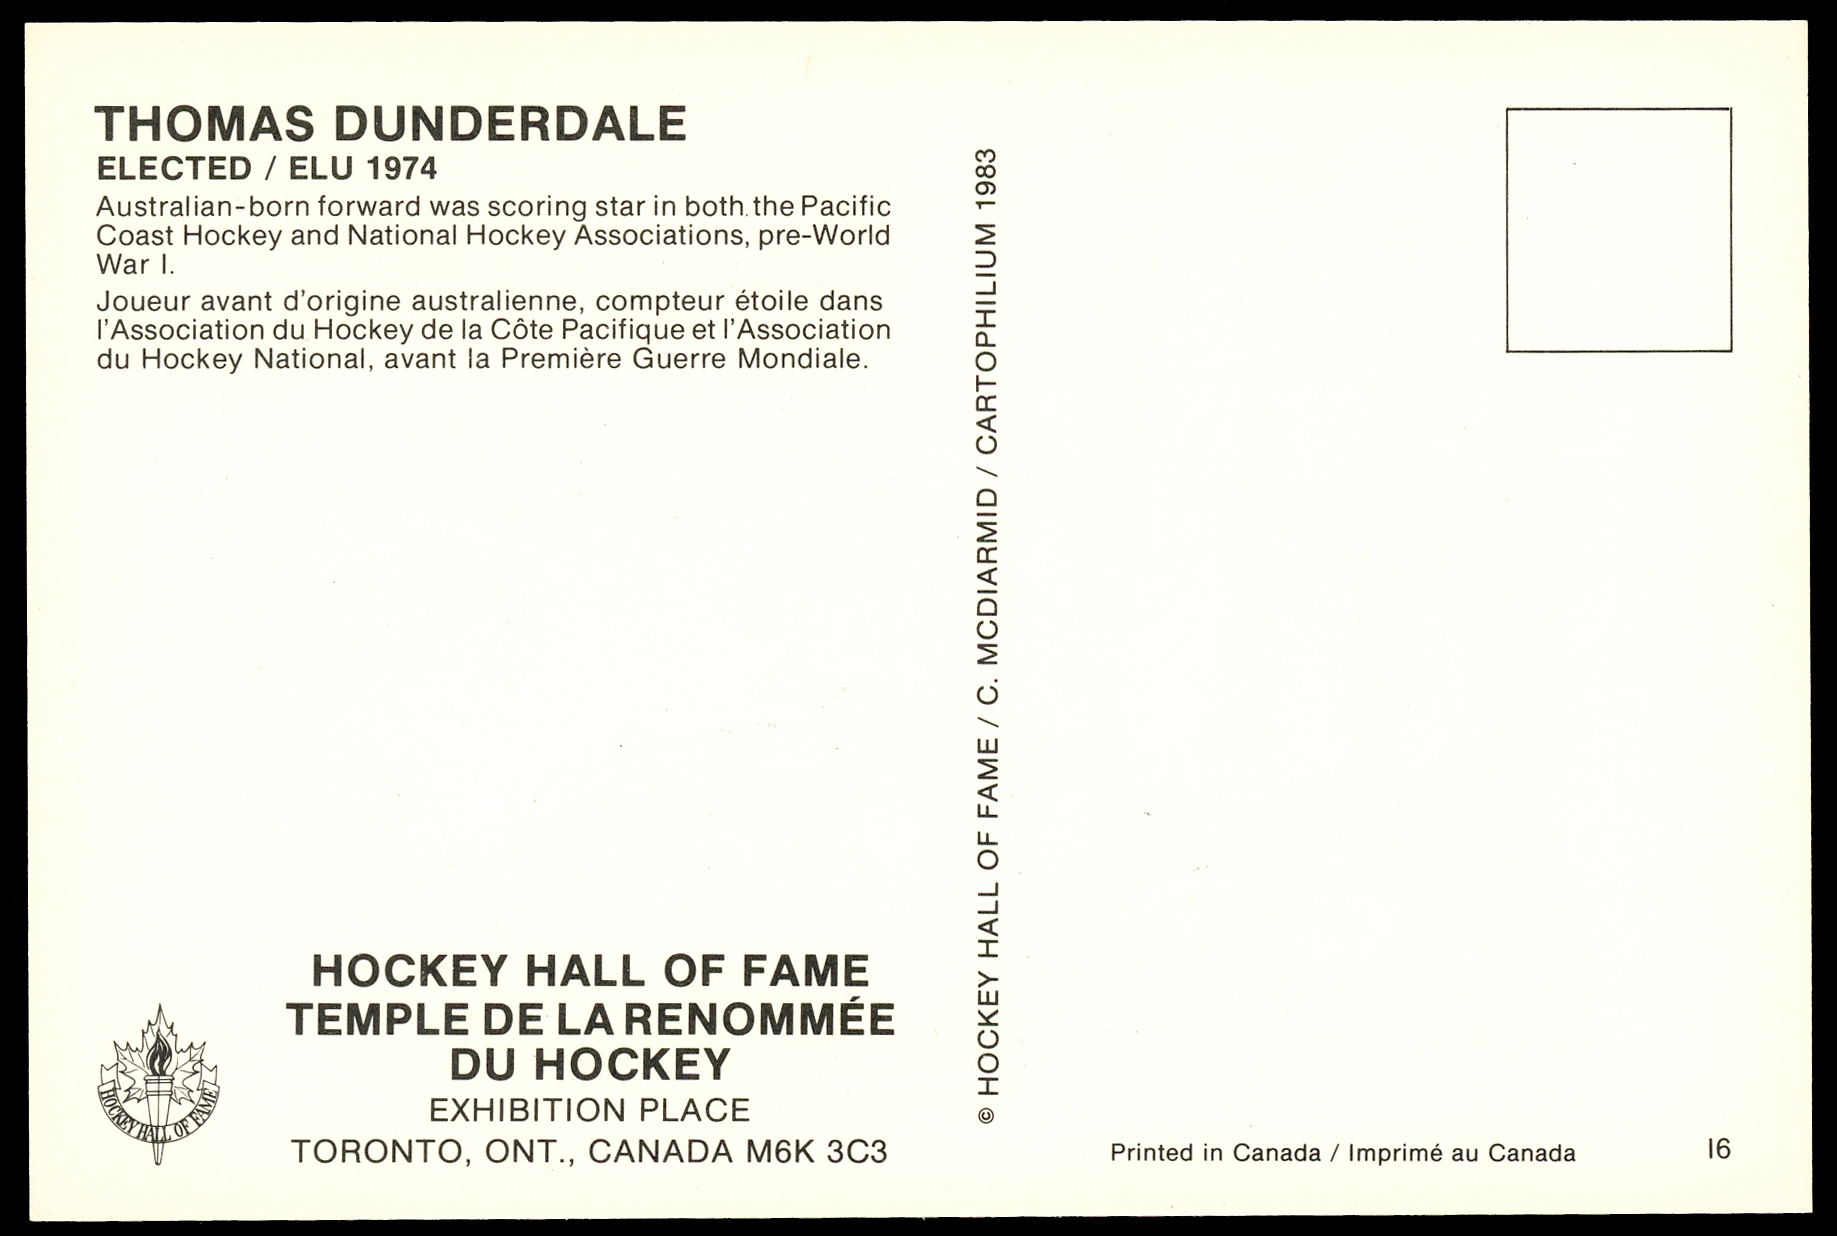 THOMAS DUNDERDALE
ELECTED / ELU 1974
Australian-born forward was scoring star in both the Pacific
Coast Hockey and National Hockey Associations, pre-World
War I.
Joueur avant d'origine australienne, compteur étoile dans
l'Association du Hockey de la Côte Pacifique et l'Association
du Hockey National, avant la Première Guerre Mondiale.
HOCKEY HALL OF FAME
HOCKEY HALL OF FAME
TEMPLE DE LA RENOMMÉE
DU HOCKEY
EXHIBITION PLACE
TORONTO, ONT., CANADA M6K 3C3
© HOCKEY HALL OF FAME / C. MCDIARMID / CARTOPHILIUM 1983
Printed in Canada / Imprimé au Canada
I6